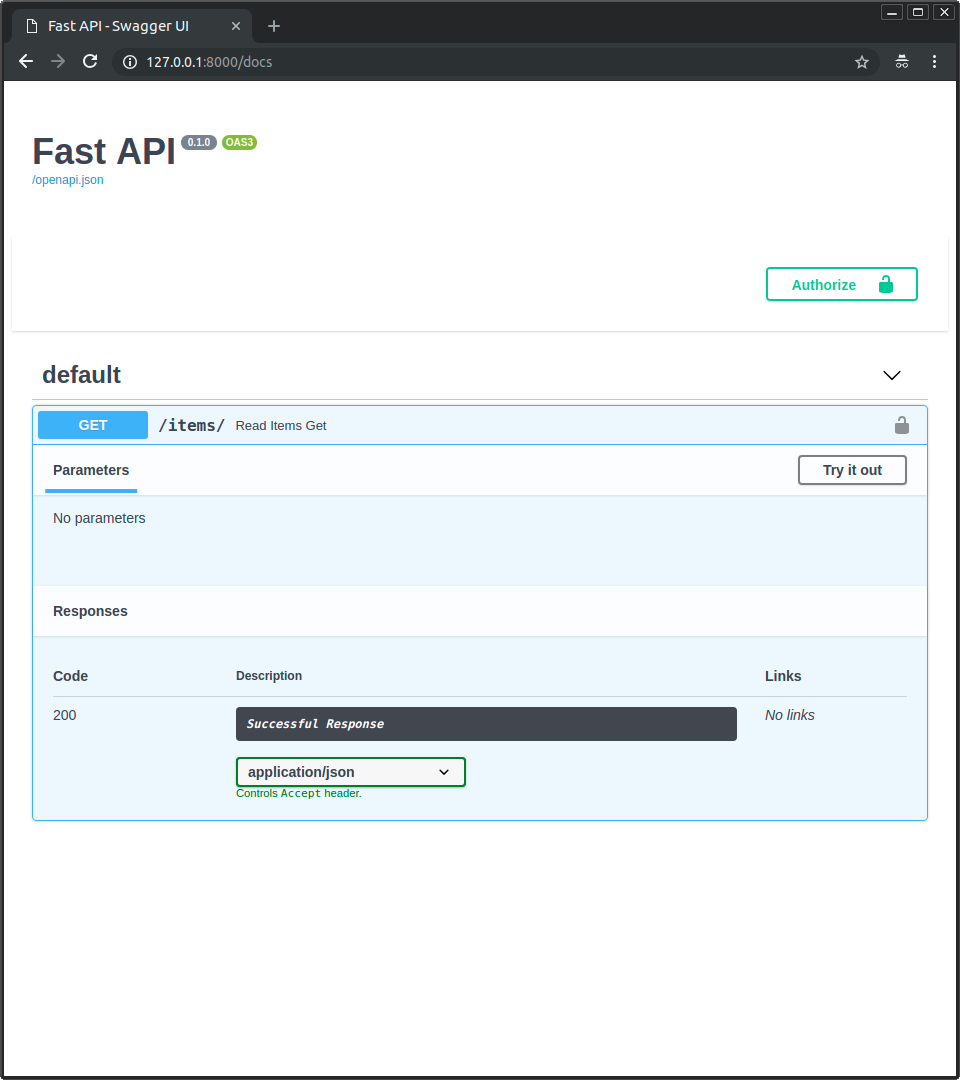 Fast API - Swagger UI
127.0.0.1:8000/docs
Fast API 0.1.0 OAS3
/openapi.json
Authorize
default
GET /items/ Read Items Get
Parameters Try it out
No parameters
Responses
Code Description Links
200 Successful Response No links
application/json
Controls Accept header.